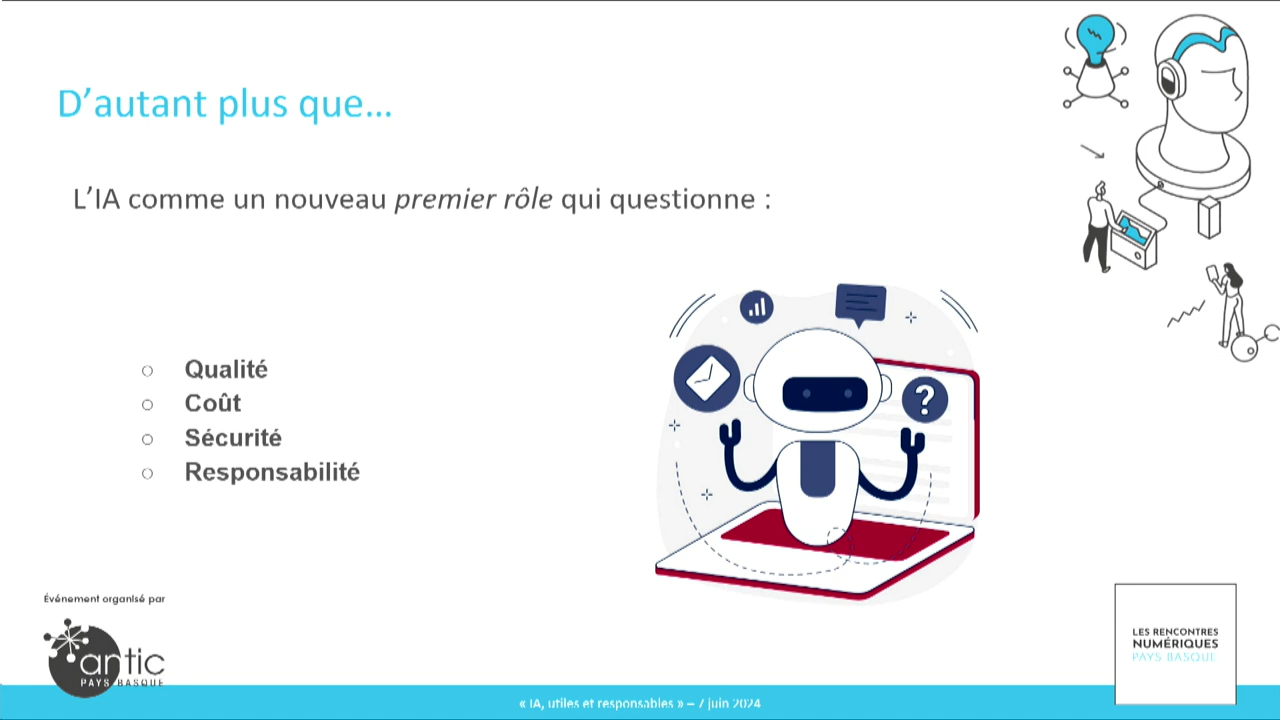 D'autant plus que...
L'IA comme un nouveau premier rôle qui questionne :
○ Qualité
○ Coût
○ Sécurité
○ Responsabilité
?
Événement organisé par
antic
PAYS BASQUE
LES RENCONTRES
NUMÉRIQUES
PAYS BASQUE
« IA, utiles et responsables » – 7 juin 2024